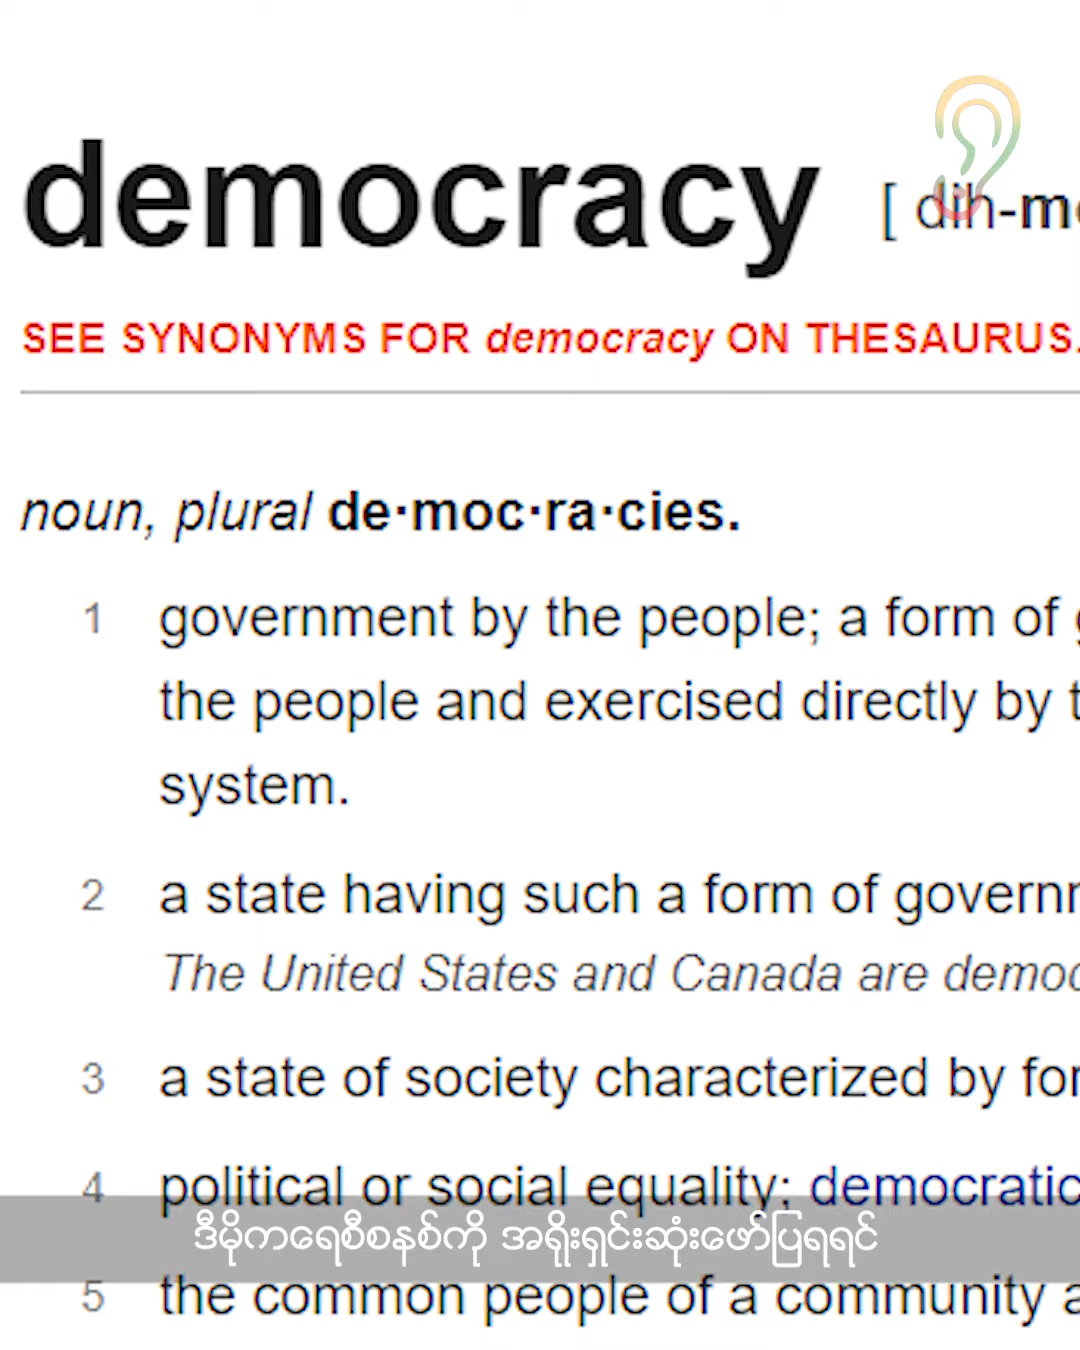 democracy [ dih-mo
SEE SYNONYMS FOR democracy ON THESAURUS.
noun, plural de·moc·ra·cies.
1 government by the people; a form of
the people and exercised directly by
system.
2 a state having such a form of
The United States and Canada are
3 a state of society characterized by
4 political or social equality; democratic
ဒီမိုကရေစီစနစ်ကို အရိုးရှင်းဆုံးဖော်ပြရရင်
5 the common people of a community